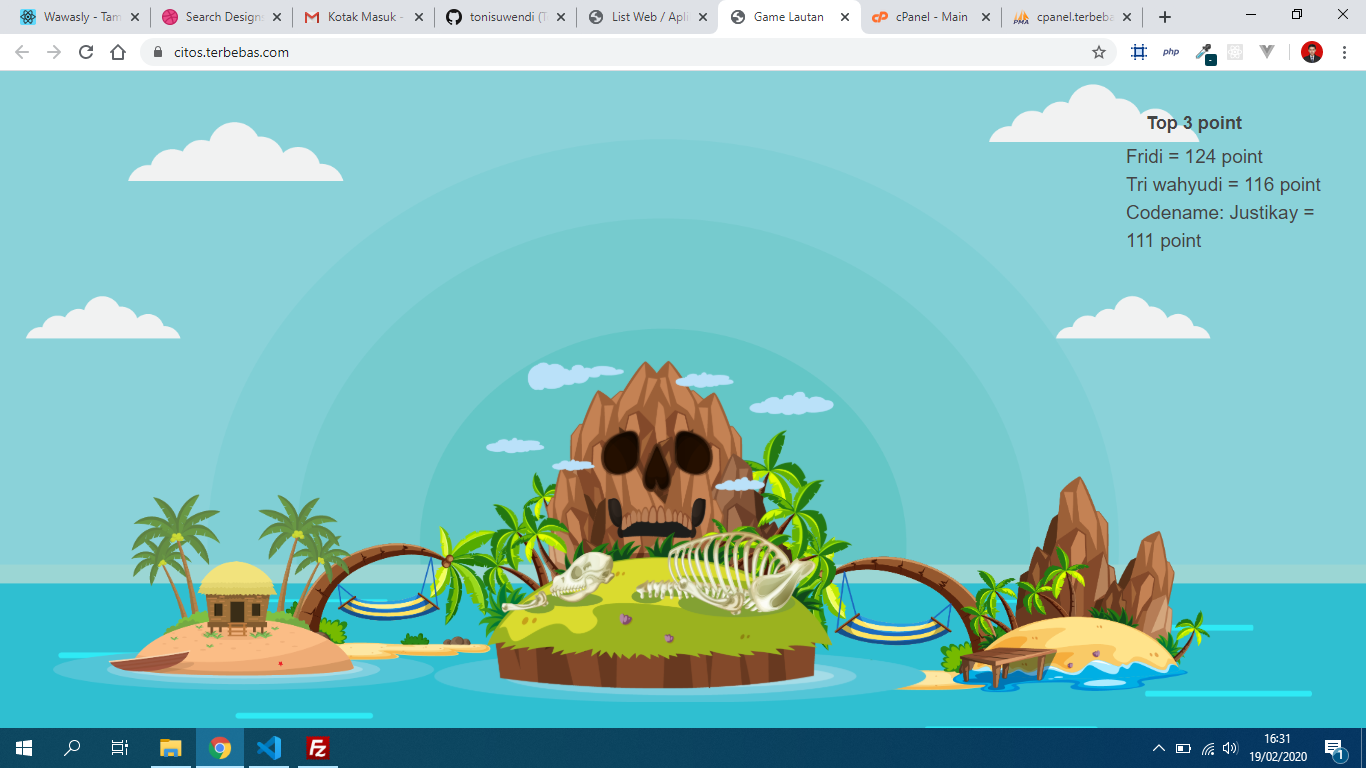 Wawasly - Tam
Search Design
Kotak Masuk -
tonisuwendi (T
List Web / Apli
Game Lautan
cPanel - Main
cpanel.terbeba
citos.terbebas.com
php
Top 3 point
Fridi = 124 point
Tri wahyudi = 116 point
Codename: Justikay =
111 point
16:31
19/02/2020
1